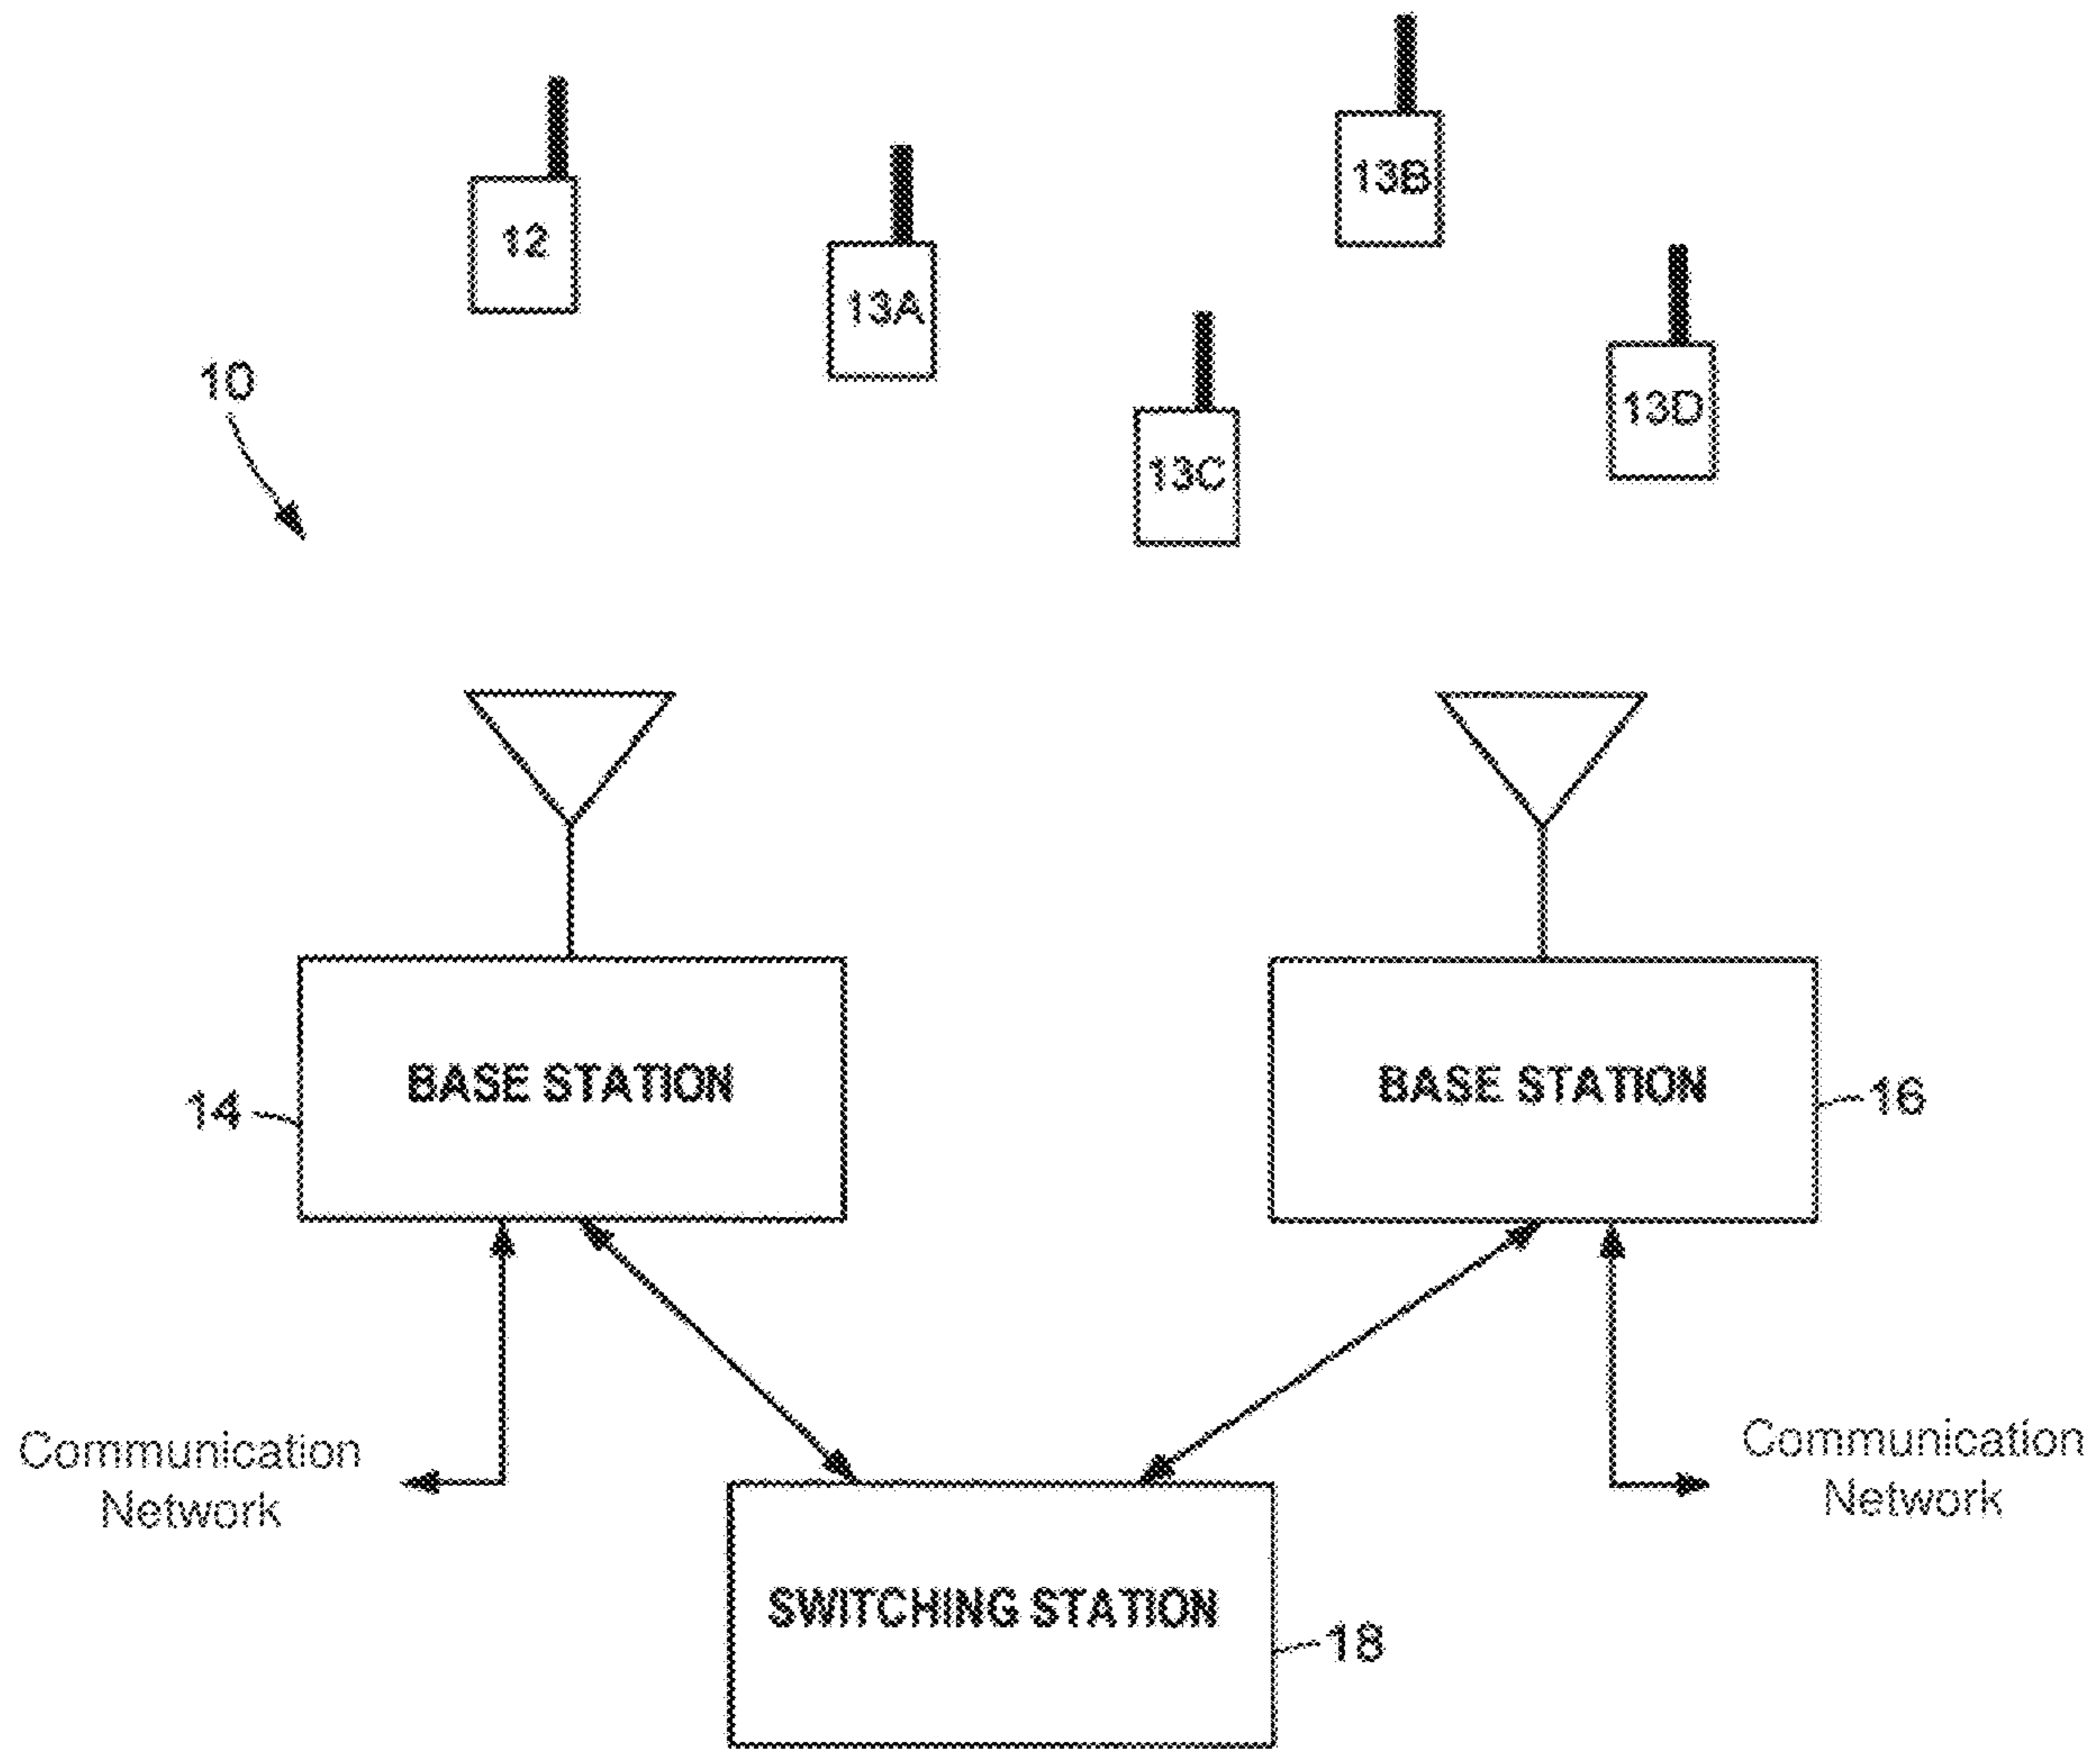 13B
12
13A
10
13D
13C
BASE STATION
BASE STATION
14
16
Communication
Network
Communication
Network
SWITCHING STATION
18